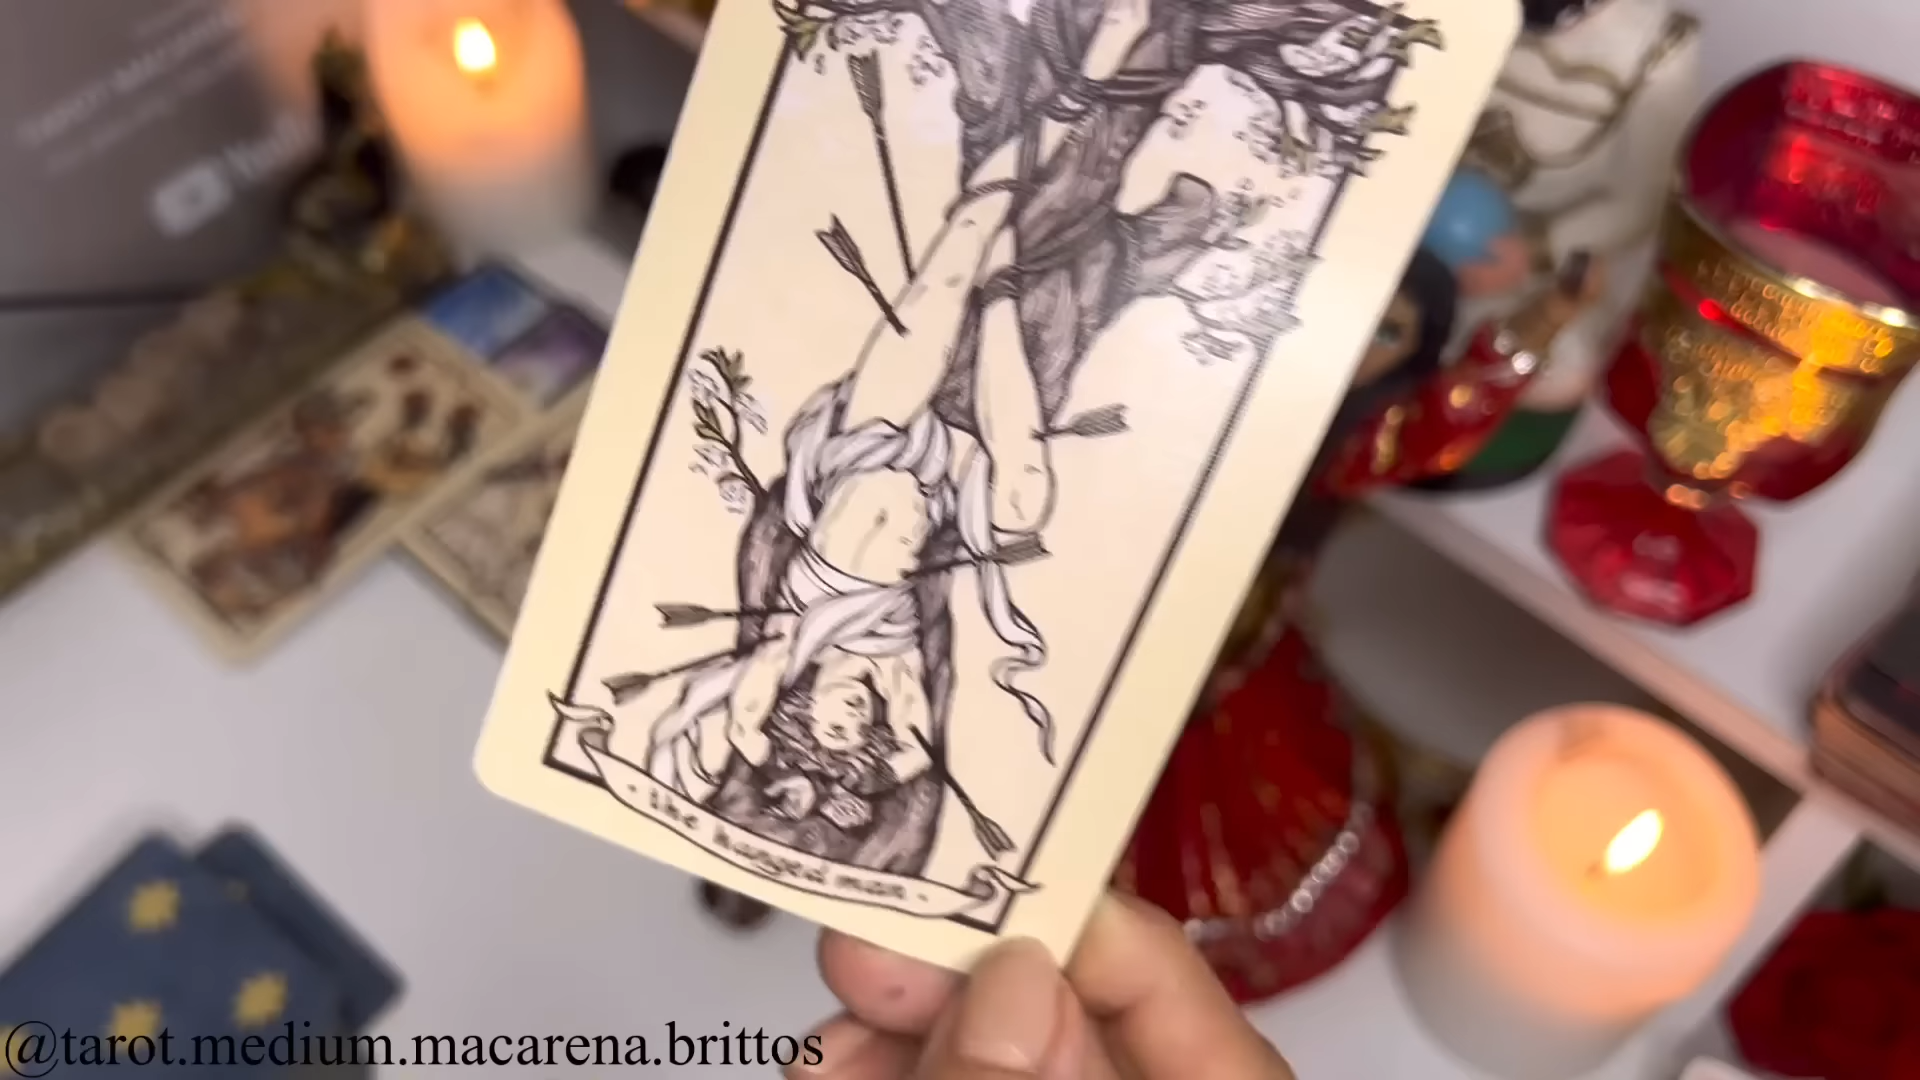 · the hanged man ·
@tarot.medium.macarena.brittos